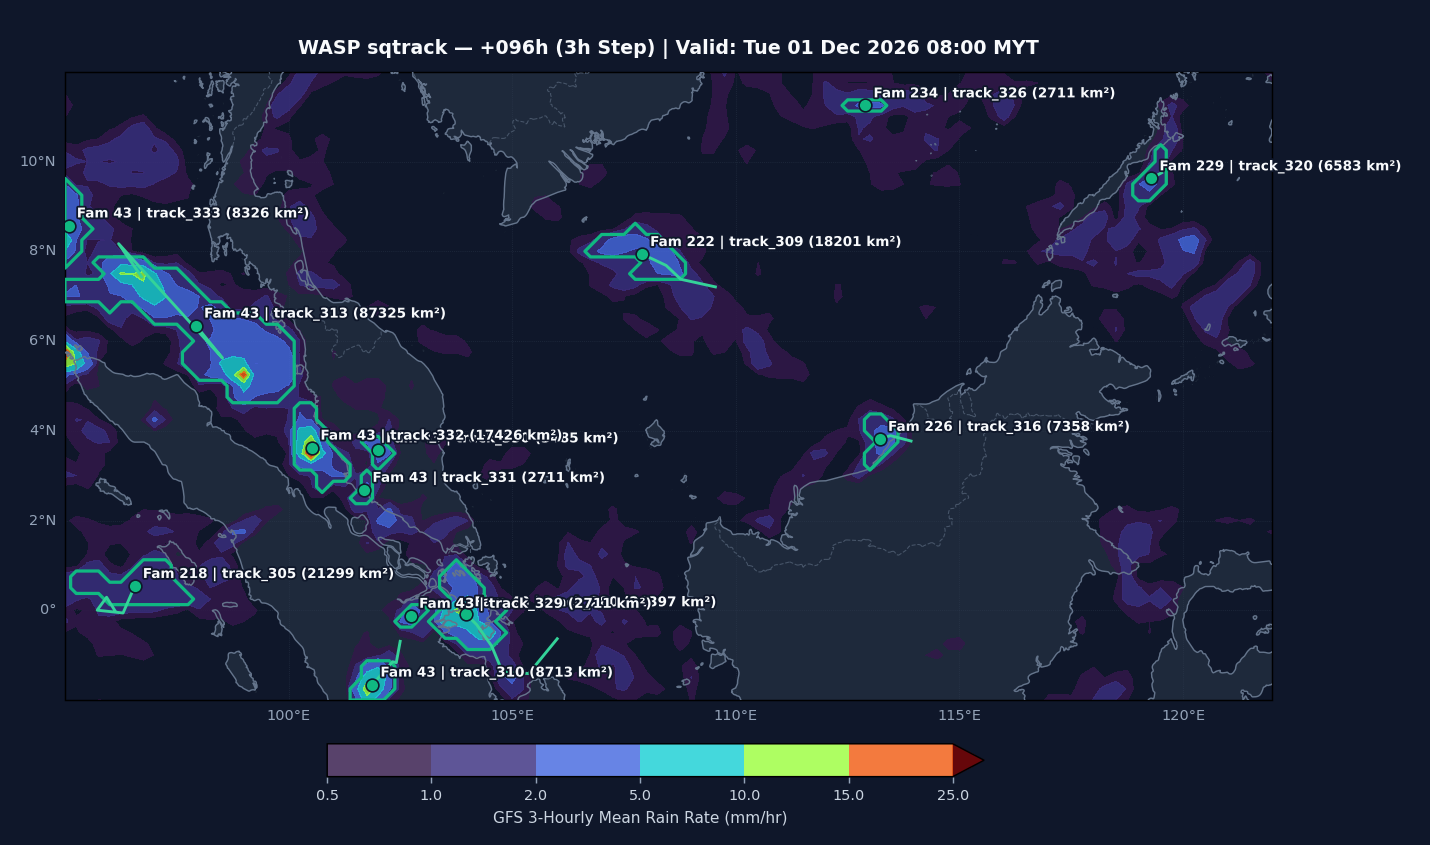 WASP sqtrack — +096h (3h Step) | Valid: Tue 01 Dec 2026 08:00 MYT
Fam 234 | track_326 (2711 km²)
10°N
Fam 229 | track_320 (6583 km²)
Fam 43 | track_333 (8326 km²)
8°N
Fam 222 | track_309 (18201 km²)
Fam 43 | track_313 (87325 km²)
6°N
4°N
Fam 43 | track_332 (17426 km²)
km²)
Fam 226 | track_316 (7358 km²)
Fam 43 | track_331 (2711 km²)
2°N
Fam 218 | track_305 (21299 km²)
0°
Fam 43 | track_329 (2711 km²)
km²)
Fam 43 | track_310 (8713 km²)
100°E 105°E 110°E 115°E 120°E
0.5 1.0 2.0 5.0 10.0 15.0 25.0
GFS 3-Hourly Mean Rain Rate (mm/hr)